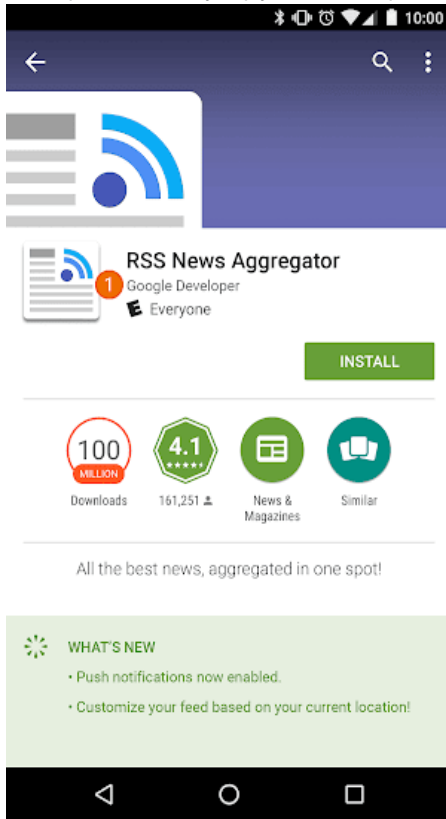 10:00
RSS News Aggregator
1
Google Developer
E Everyone
INSTALL
100
MILLION
4.1
Downloads
161,251
News &
Magazines
Similar
All the best news, aggregated in one spot!
WHAT'S NEW
• Push notifications now enabled.
• Customize your feed based on your current location!